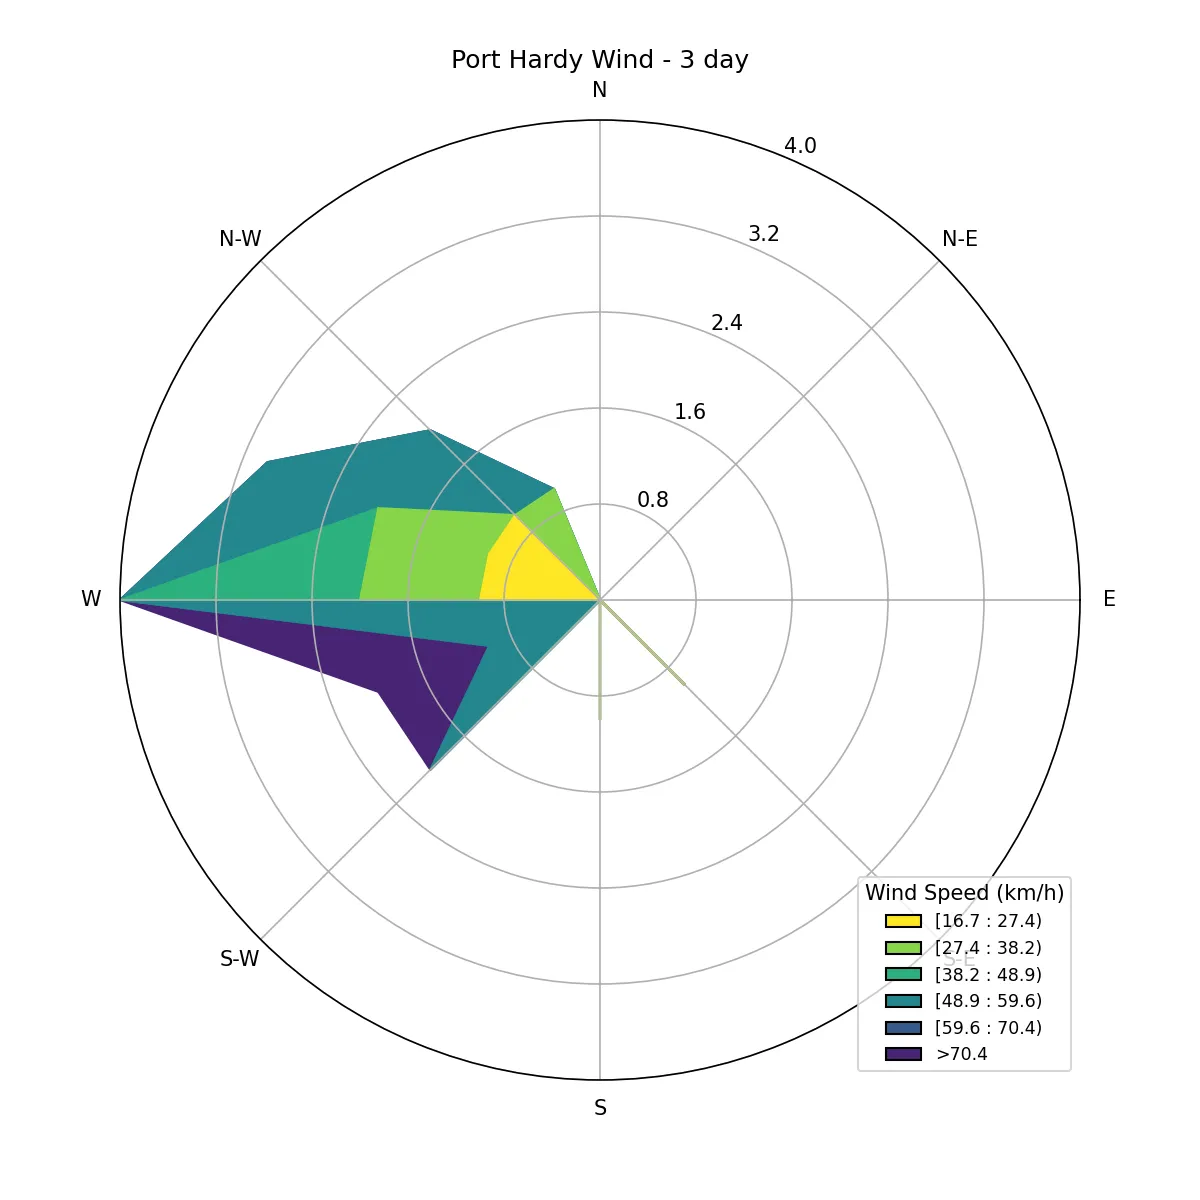 Port Hardy Wind - 3 day
N
4.0
N-W
3.2
N-E
2.4
1.6
0.8
W
E
S-W
S-E
Wind Speed (km/h)
[16.7 : 27.4)
[27.4 : 38.2)
[38.2 : 48.9)
[48.9 : 59.6)
[59.6 : 70.4)
>70.4
S